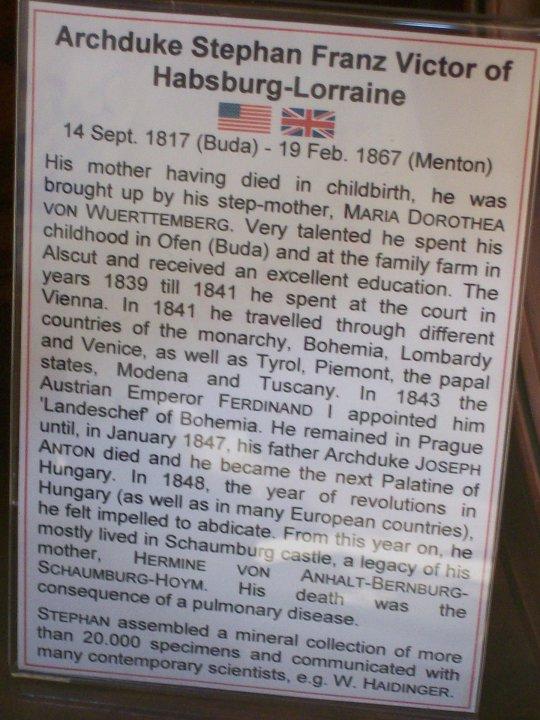 Archduke Stephan Franz Victor of
Habsburg-Lorraine
14 Sept. 1817 (Buda) - 19 Feb. 1867 (Menton)
His mother having died in childbirth, he was
brought up by his step-mother, MARIA DOROTHEA
VON WUERTTEMBERG. Very talented he spent his
childhood in Ofen (Buda) and at the family farm in
Alscut and received an excellent education. The
years 1839 till 1841 he spent at the court in
Vienna. In 1841 he travelled through different
countries of the monarchy, Bohemia, Lombardy
and Venice, as well as Tyrol, Piemont, the papal
states, Modena and Tuscany. In 1843 the
Austrian Emperor FERDINAND I appointed him
'Landeschef' of Bohemia. He remained in Prague
until, in January 1847, his father Archduke JOSEPH
ANTON died and he became the next Palatine of
Hungary. In 1848, the year of revolutions in
Hungary (as well as in many European countries),
he felt impelled to abdicate. From this year on, he
mostly lived in Schaumburg castle, a legacy of his
mother, HERMINE VON ANHALT-BERNBURG-
SCHAUMBURG-HOYM. His death was the
consequence of a pulmonary disease.
STEPHAN assembled a mineral collection of more
than 20.000 specimens and communicated with
many contemporary scientists, e.g. W. HAIDINGER.